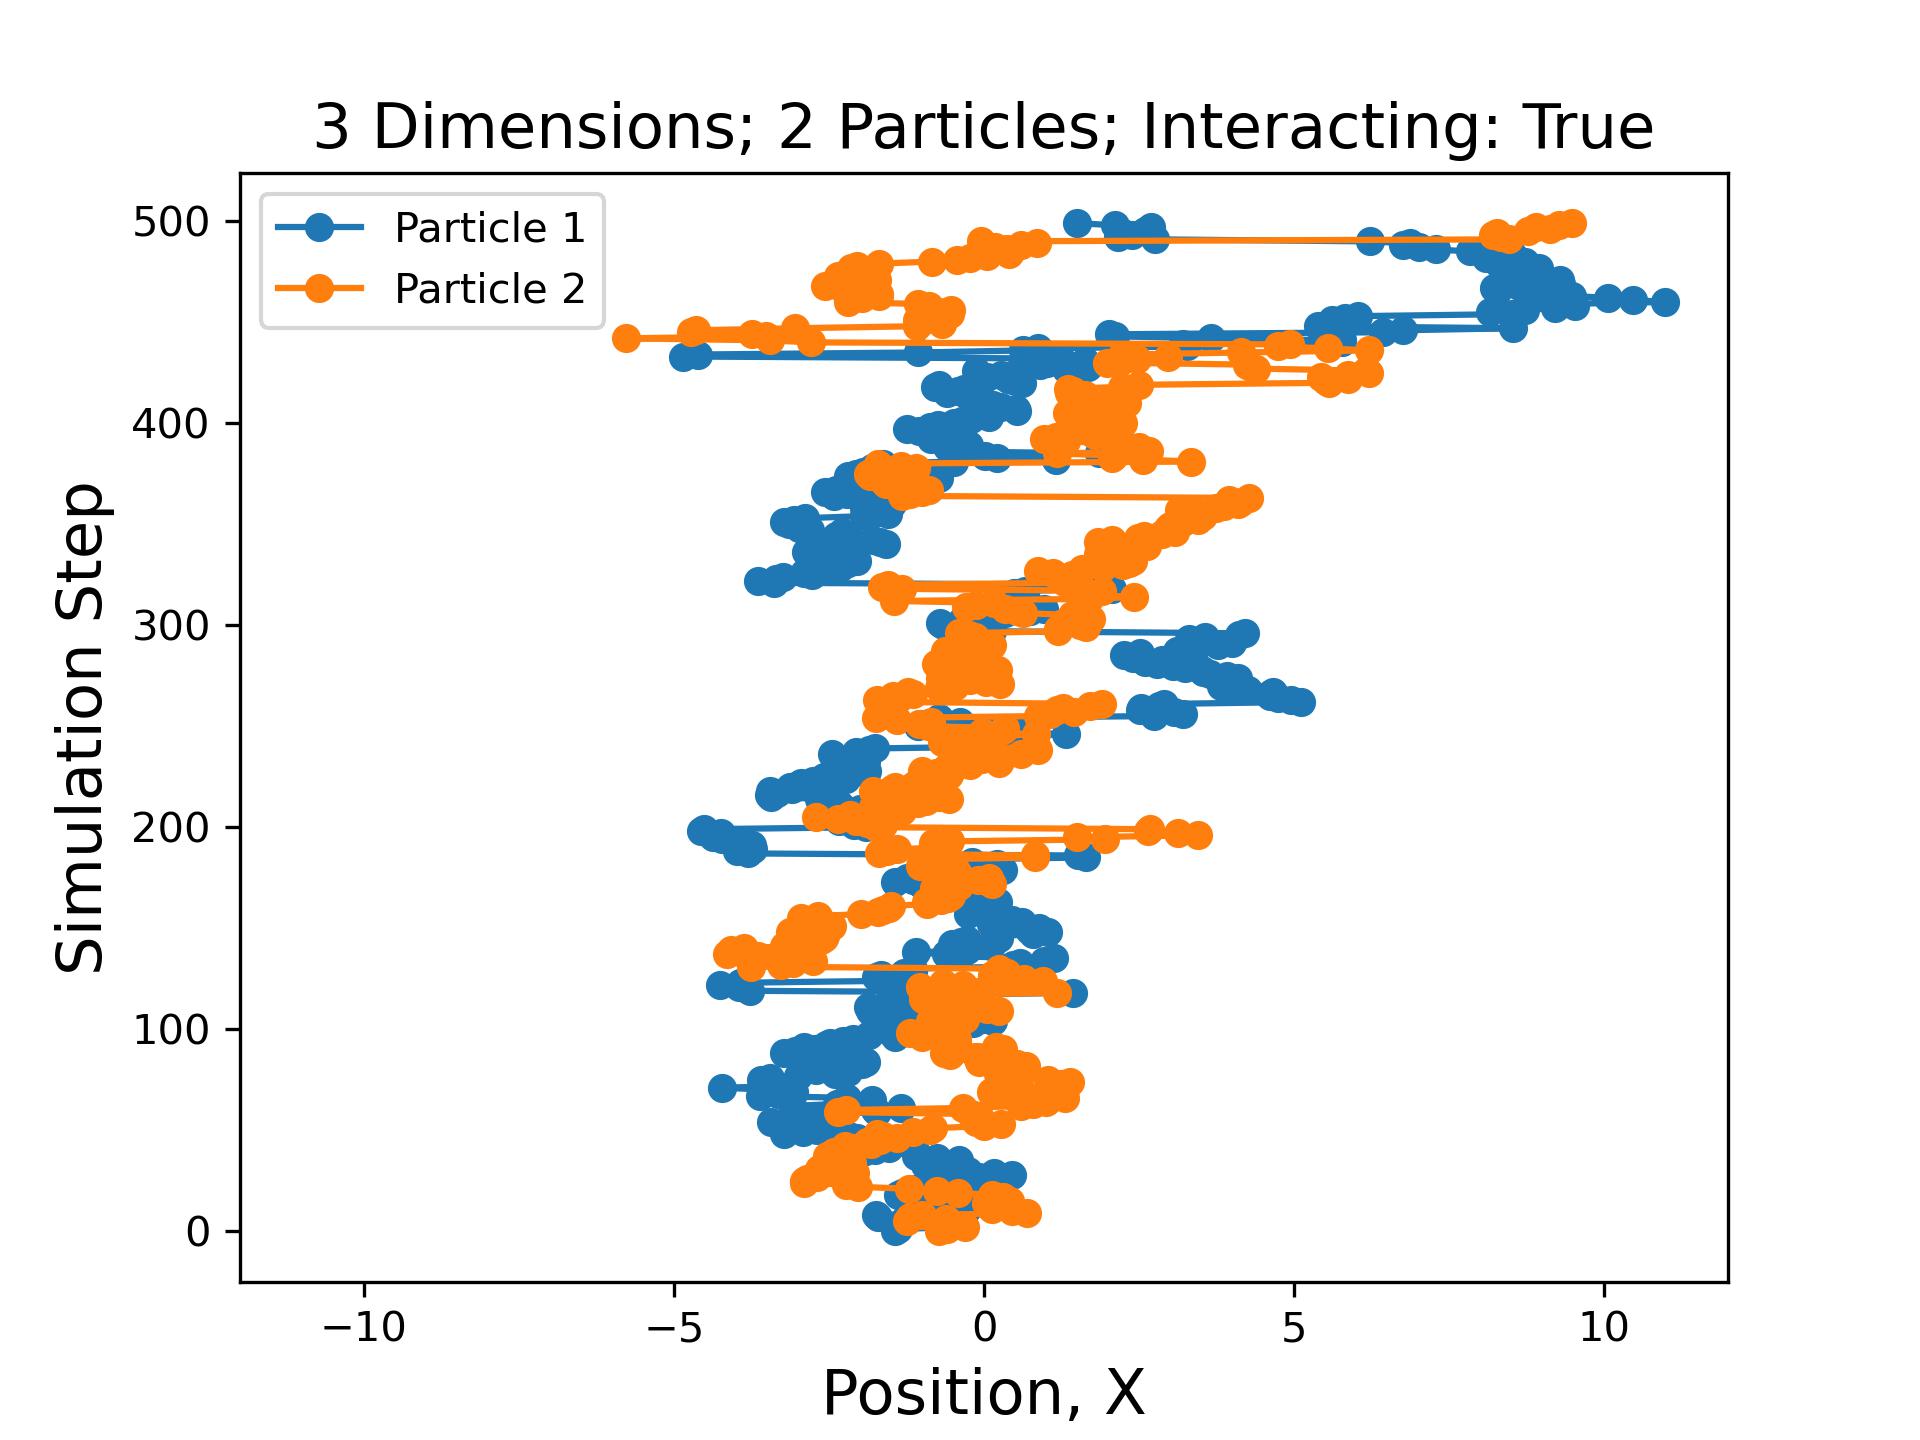 3 Dimensions; 2 Particles; Interacting: True
Particle 1
Particle 2
500
400
300
200
100
0
Simulation Step
−10
−5
0
5
10
Position, X